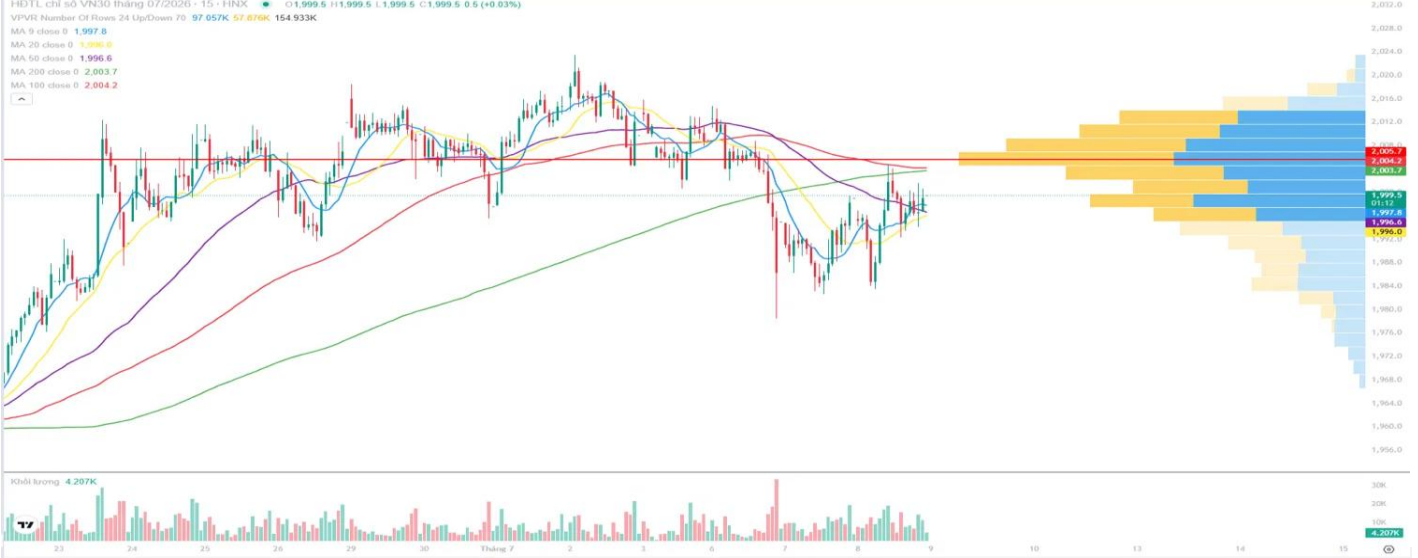 HĐTL chỉ số VN30 tháng 07/2026 · 15 · HNX O1,999.5 H1,999.5 L1,999.5 C1,999.5 0.5 (+0.03%)
VPVR Number Of Rows 24 Up/Down 70 97.057K 57.876K 154.933K
MA 9 close 0 1,997.8
MA 20 close 0 1,996.0
MA 50 close 0 1,996.6
MA 200 close 0 2,003.7
MA 100 close 0 2,004.2
2,032.0
2,028.0
2,024.0
2,020.0
2,016.0
2,012.0
2,005.7
2,004.2
2,003.7
1,999.5
01:12
1,997.8
1,996.6
1,996.0
1,992.0
1,988.0
1,984.0
1,980.0
1,976.0
1,972.0
1,968.0
1,964.0
1,960.0
1,956.0
Khối lượng 4.207K
30K
20K
10K
4.207K
23 24 25 26 29 30 Tháng 7 2 3 6 7 8 9 10 13 14 15